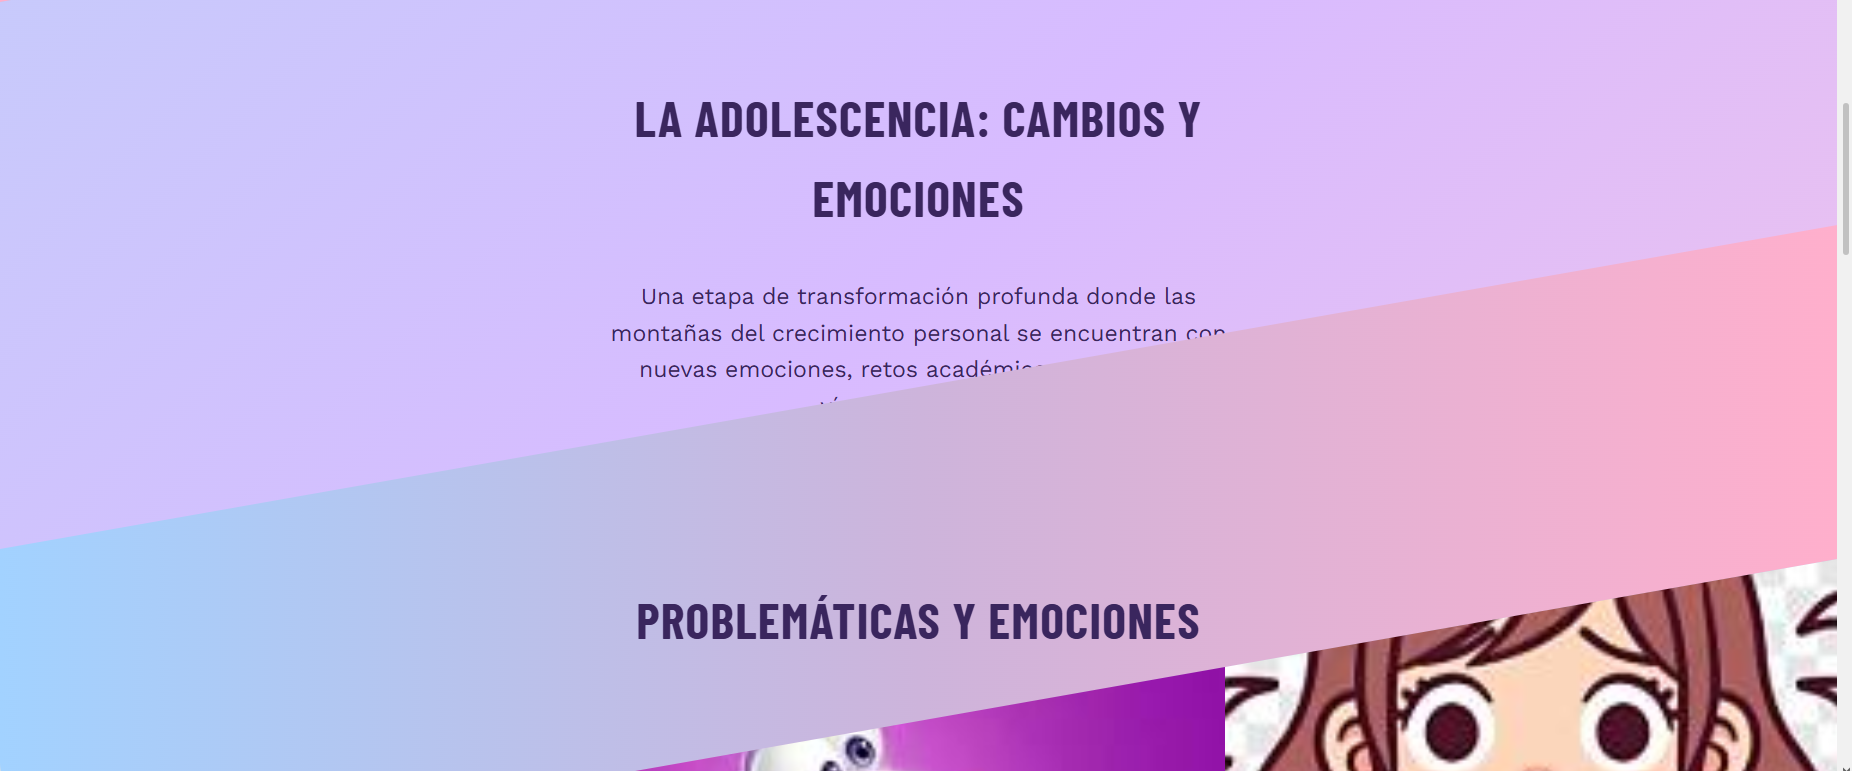 LA ADOLESCENCIA: CAMBIOS Y
EMOCIONES
Una etapa de transformación profunda donde las
montañas del crecimiento personal se encuentran con
nuevas emociones, retos
PROBLEMÁTICAS Y EMOCIONES